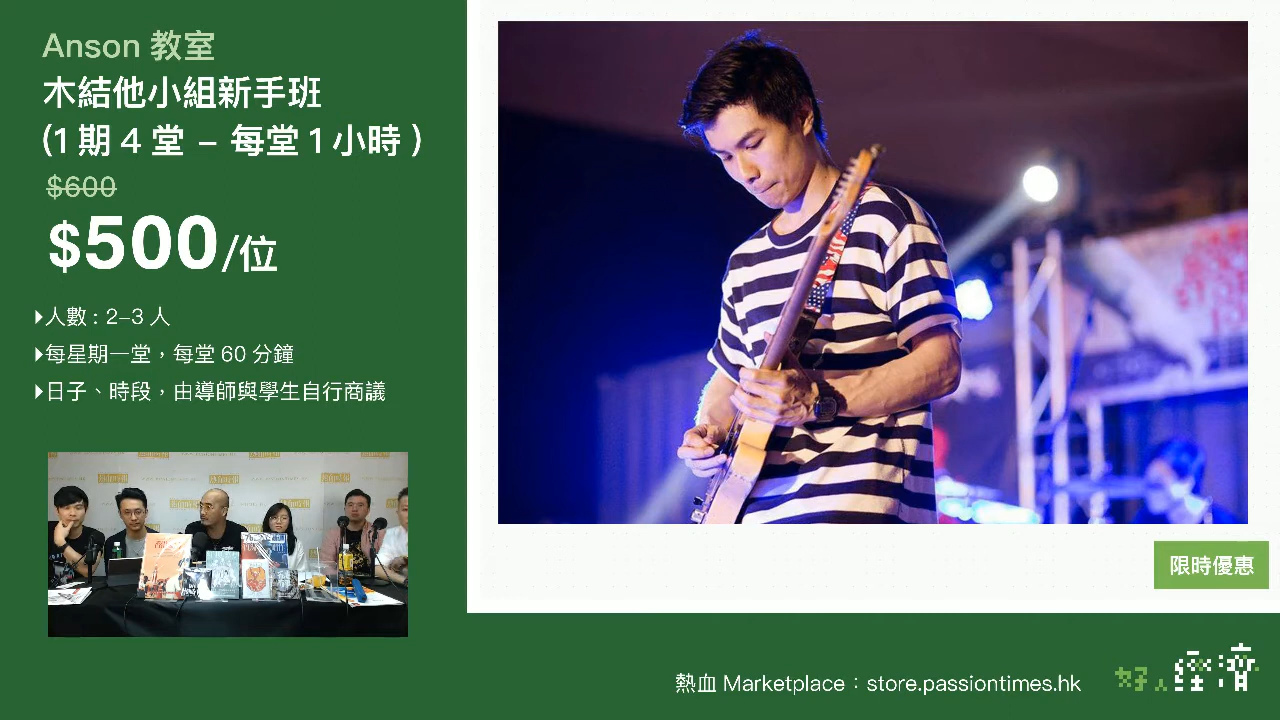 Anson 教室
木結他小組新手班
(1 期 4 堂 – 每堂 1 小時 )
$600
$500/位
人數 : 2–3 人
每星期一堂，每堂 60 分鐘
日子、時段，由導師與學生自行商議
限時優惠
熱血 Marketplace：store.passiontimes.hk
好人經濟